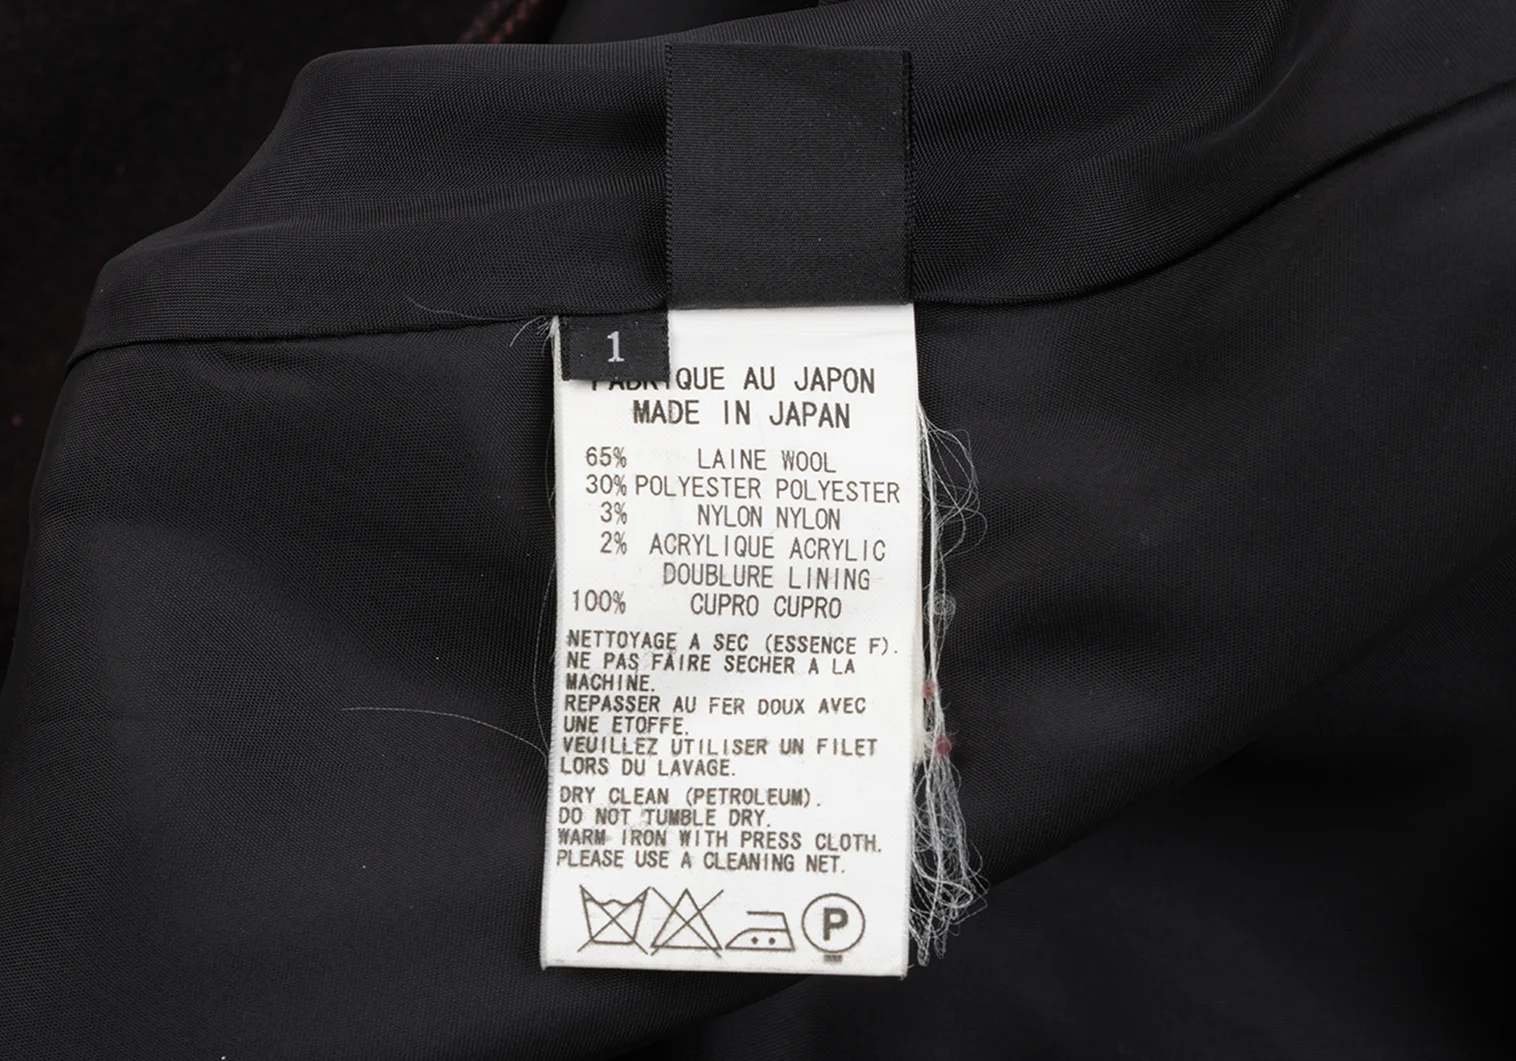 1
FABRIQUE AU JAPON
MADE IN JAPAN
65% LAINE WOOL
30% POLYESTER POLYESTER
3% NYLON NYLON
2% ACRYLIQUE ACRYLIC
DOUBLURE LINING
100% CUPRO CUPRO
NETTOYAGE A SEC (ESSENCE F).
NE PAS FAIRE SECHER A LA
MACHINE.
REPASSER AU FER DOUX AVEC
UNE ETOFFE.
VEUILLEZ UTILISER UN FILET
LORS DU LAVAGE.
DRY CLEAN (PETROLEUM).
DO NOT TUMBLE DRY.
WARM IRON WITH PRESS CLOTH.
PLEASE USE A CLEANING NET.
P